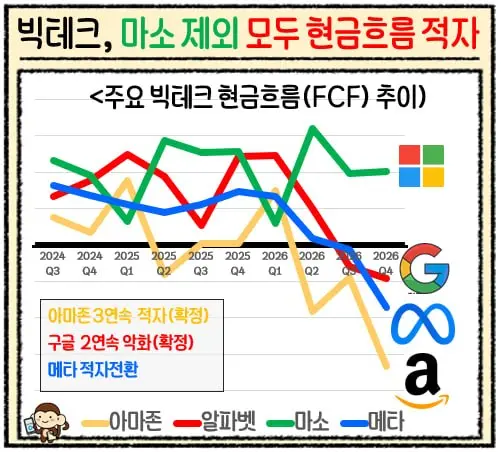 빅테크, 마소 제외 모두 현금흐름 적자
<주요 빅테크 현금흐름(FCF) 추이)
2024 Q3
2024 Q4
2025 Q1
2025 Q2
2025 Q3
2025 Q4
2026 Q1
2026 Q2
2026 Q3
2026 Q4
아마존 3연속 적자(확정)
구글 2연속 악화(확정)
메타 적자전환
아마존 알파벳 마소 메타